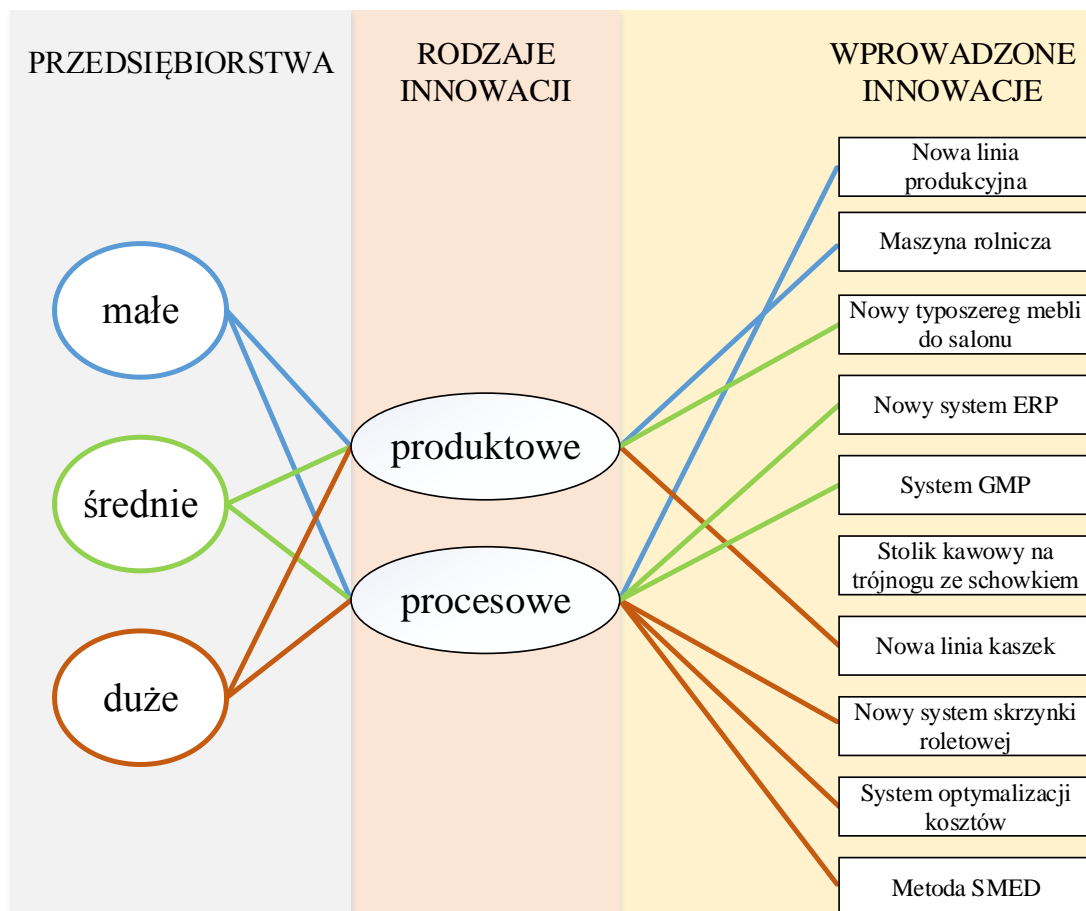 PRZEDSIĘBIORSTWA
RODZAJE
INNOWACJI
WPROWADZONE
INNOWACJE
małe
średnie
duże
produktowe
procesowe
Nowa linia
produkcyjna
Maszyna rolnicza
Nowy typoszereg mebli
do salonu
Nowy system ERP
System GMP
Stolik kawowy na
trójnogu ze schowkiem
Nowa linia kaszek
Nowy system skrzynki
roletowej
System optymalizacji
kosztów
Metoda SMED